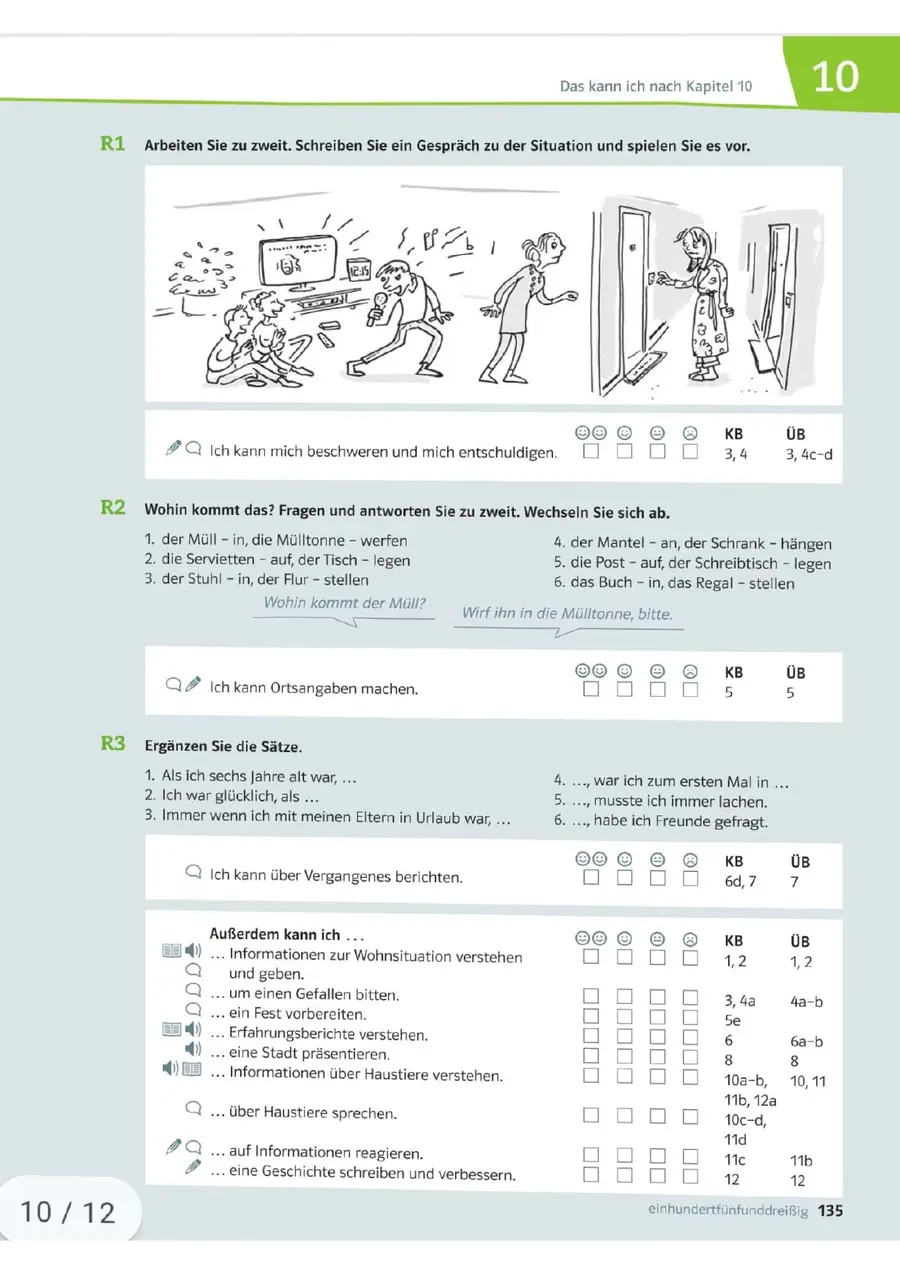 Das kann ich nach Kapitel 10
10
R1 Arbeiten Sie zu zweit. Schreiben Sie ein Gespräch zu der Situation und spielen Sie es vor.
12:15
KB ÜB
Ich kann mich beschweren und mich entschuldigen. 3, 4 3, 4c–d
R2 Wohin kommt das? Fragen und antworten Sie zu zweit. Wechseln Sie sich ab.
1. der Müll – in, die Mülltonne – werfen
2. die Servietten – auf, der Tisch – legen
3. der Stuhl – in, der Flur – stellen
4. der Mantel – an, der Schrank – hängen
5. die Post – auf, der Schreibtisch – legen
6. das Buch – in, das Regal – stellen
Wohin kommt der Müll?
Wirf ihn in die Mülltonne, bitte.
KB ÜB
Ich kann Ortsangaben machen. 5 5
R3 Ergänzen Sie die Sätze.
1. Als ich sechs Jahre alt war, ...
2. Ich war glücklich, als ...
3. Immer wenn ich mit meinen Eltern in Urlaub war, ...
4. ..., war ich zum ersten Mal in ...
5. ..., musste ich immer lachen.
6. ..., habe ich Freunde gefragt.
KB ÜB
Ich kann über Vergangenes berichten. 6d, 7 7
Außerdem kann ich ... KB ÜB
... Informationen zur Wohnsituation verstehen 1, 2 1, 2
und geben.
... um einen Gefallen bitten. 3, 4a 4a–b
... ein Fest vorbereiten. 5e
... Erfahrungsberichte verstehen. 6 6a–b
... eine Stadt präsentieren. 8 8
... Informationen über Haustiere verstehen. 10a–b, 10, 11
11b, 12a
... über Haustiere sprechen. 10c–d,
11d
... auf Informationen reagieren. 11c 11b
... eine Geschichte schreiben und verbessern. 12 12
10 / 12
einhundertfünfunddreißig 135